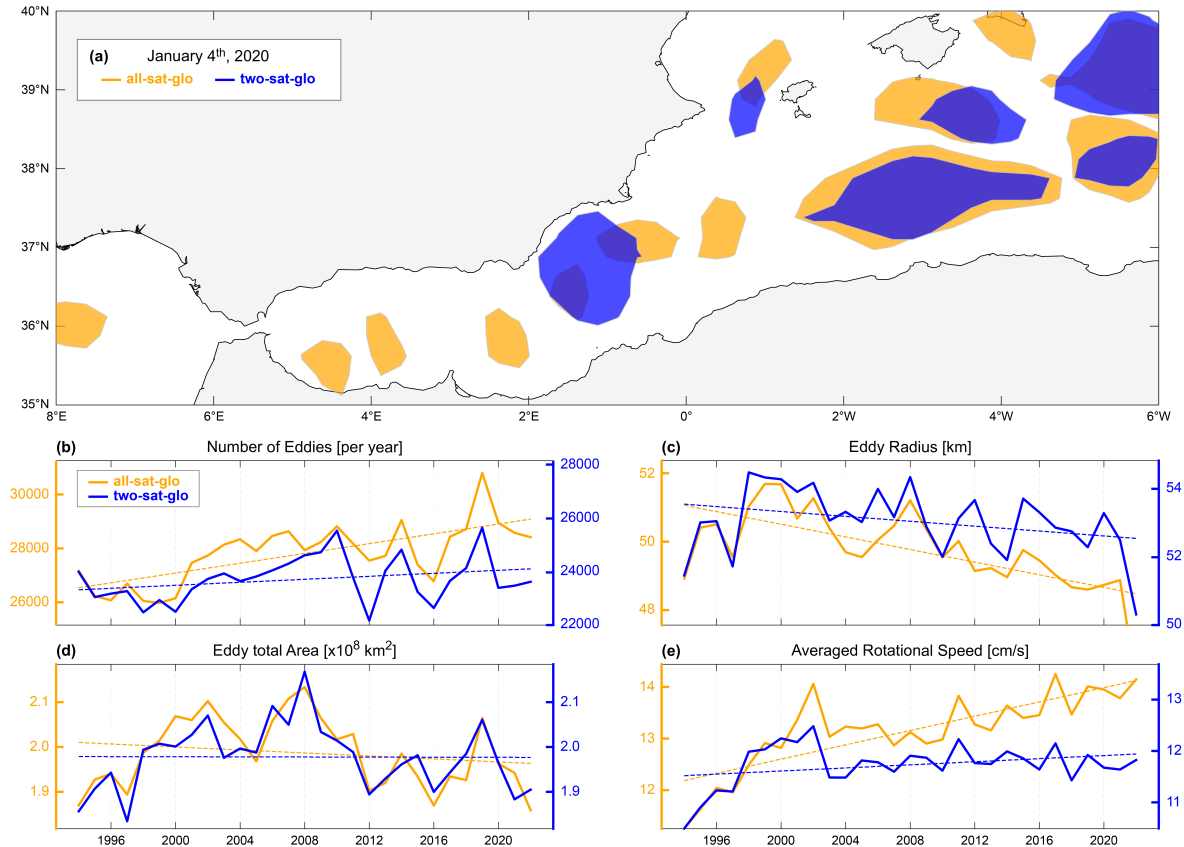 40°N
39°N
38°N
37°N
36°N
35°N
(a) January 4th, 2020
all-sat-glo two-sat-glo
8°E 6°E 4°E 2°E 0° 2°W 4°W 6°W
(b) Number of Eddies [per year]
all-sat-glo
two-sat-glo
30000
28000
26000
28000
26000
24000
22000
(c) Eddy Radius [km]
52
50
48
54
52
50
(d) Eddy total Area [x10⁸ km²]
2.1
2.0
1.9
2.1
2.0
1.9
1996 2000 2004 2008 2012 2016 2020
(e) Averaged Rotational Speed [cm/s]
14
13
12
13
12
11
1996 2000 2004 2008 2012 2016 2020